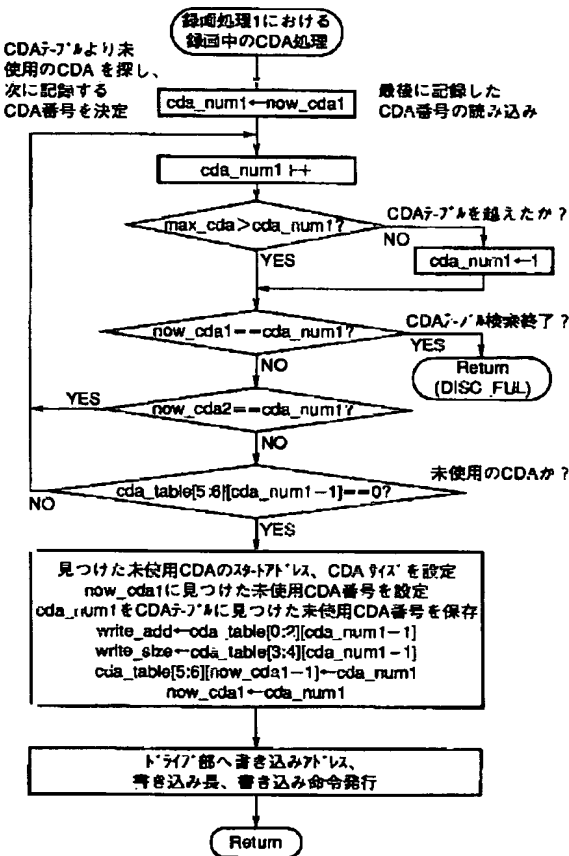 録画処理1における
録画中のCDA処理
CDAテーブルより未
使用のCDA を探し、
次に記録する
CDA番号を決定
cda_num1←now_cda1
最後に記録した
CDA番号の読み込み
cda_num1 ++
max_cda>cda_num1?
CDAテーブルを越えたか？
NO
YES
cda_num1←1
now_cda1==cda_num1?
CDAテーブル検索終了？
YES
NO
Return
(DISC_FUL)
YES
now_cda2==cda_num1?
NO
未使用のCDAか？
cda_table[5:6][cda_num1−1]==0?
NO
YES
見つけた未使用CDAのスタートアドレス、CDA サイズ を設定
now_cda1に見つけた未使用CDA番号を設定
cda_num1をCDAテーブルに見つけた未使用CDA番号を保存
write_add←cda_table[0:2][cda_num1−1]
write_size←cda_table[3:4][cda_num1−1]
cda_table[5:6][now_cda1−1]←cda_num1
now_cda1←cda_num1
ドライブ部へ書き込みアドレス、
書き込み長、書き込み命令発行
Return